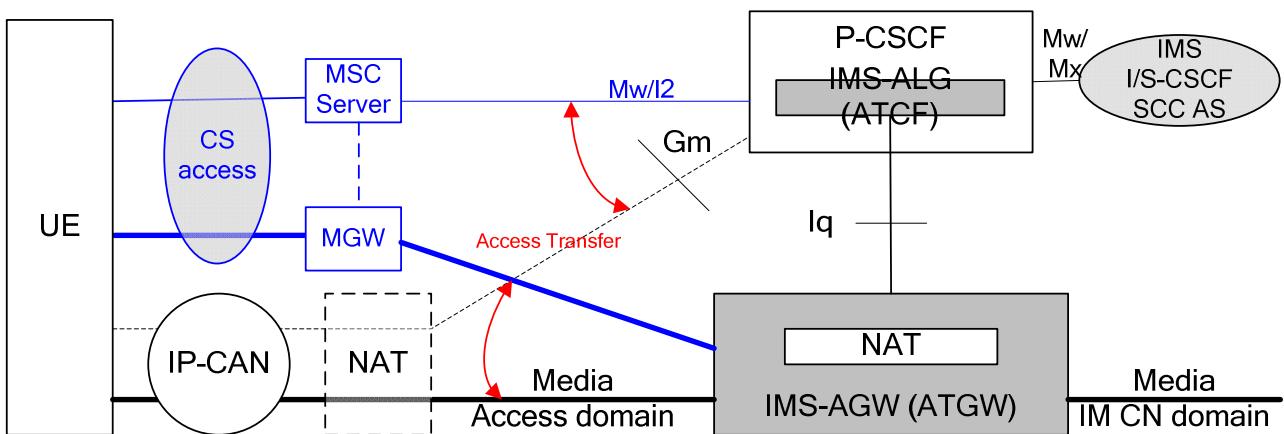 UE
CS
access
MSC
Server
MGW
Mw/I2
P-CSCF
IMS-ALG
(ATCF)
Mw/
Mx
IMS
I/S-CSCF
SCC AS
Gm
Iq
Access Transfer
IP-CAN
NAT
Media
Access domain
NAT
IMS-AGW (ATGW)
Media
IM CN domain